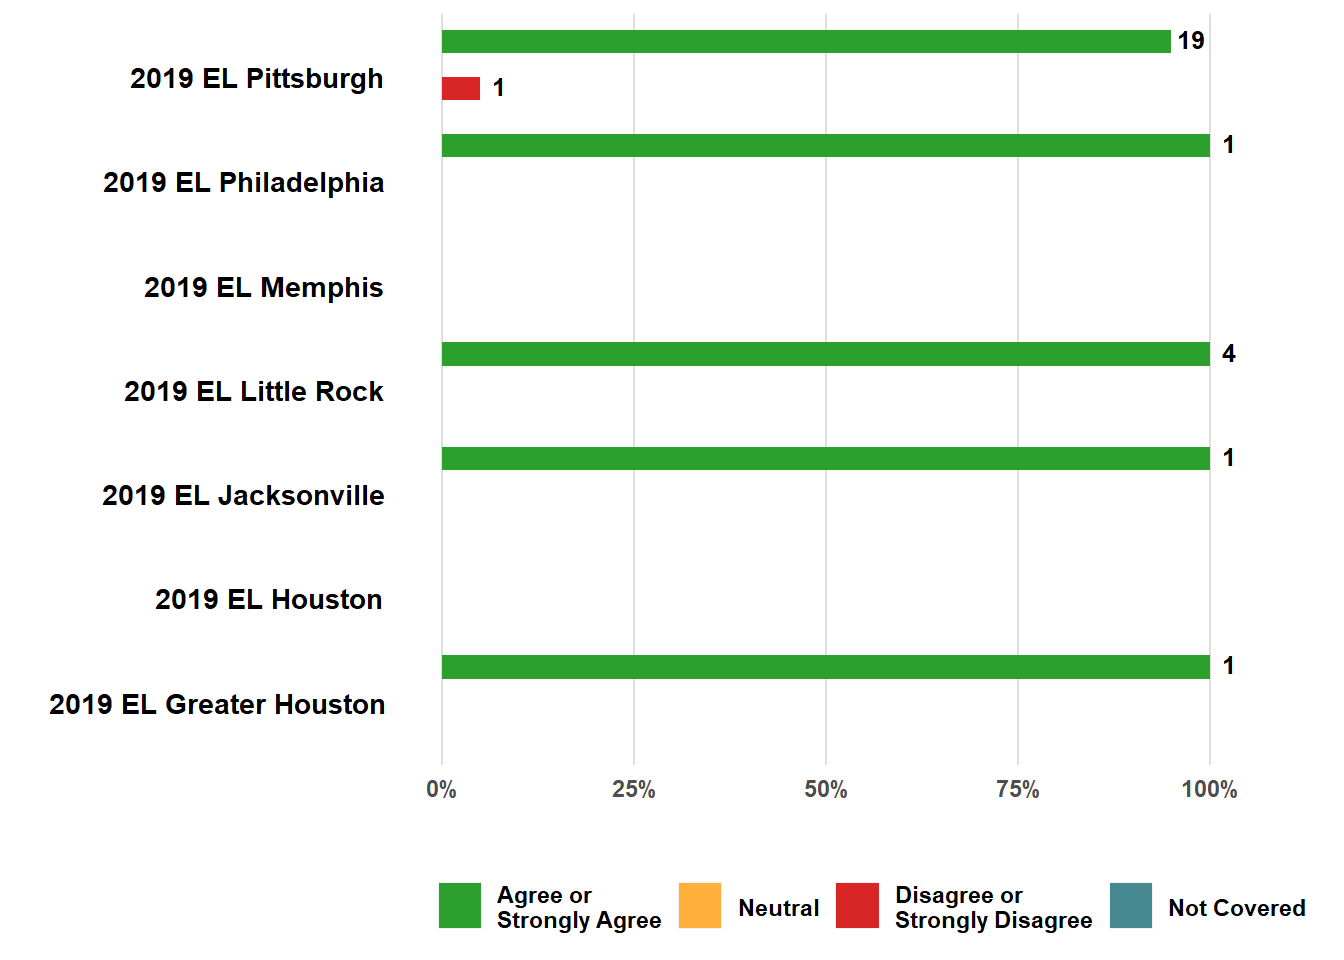 19
2019 EL Pittsburgh
1
1
2019 EL Philadelphia
2019 EL Memphis
4
2019 EL Little Rock
1
2019 EL Jacksonville
2019 EL Houston
1
2019 EL Greater Houston
0% 25% 50% 75% 100%
Agree or
Strongly Agree
Neutral
Disagree or
Strongly Disagree
Not Covered